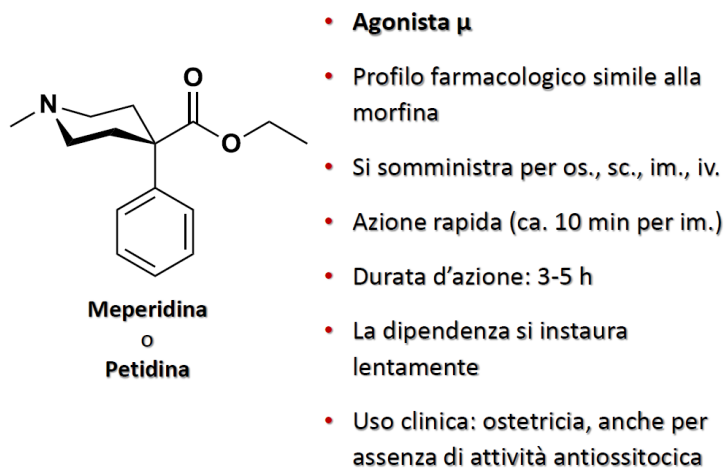 N
O
O
Meperidina
o
Petidina
• Agonista μ
• Profilo farmacologico simile alla
morfina
• Si somministra per os., sc., im., iv.
• Azione rapida (ca. 10 min per im.)
• Durata d'azione: 3-5 h
• La dipendenza si instaura
lentamente
• Uso clinica: ostetricia, anche per
assenza di attività antiossitocica